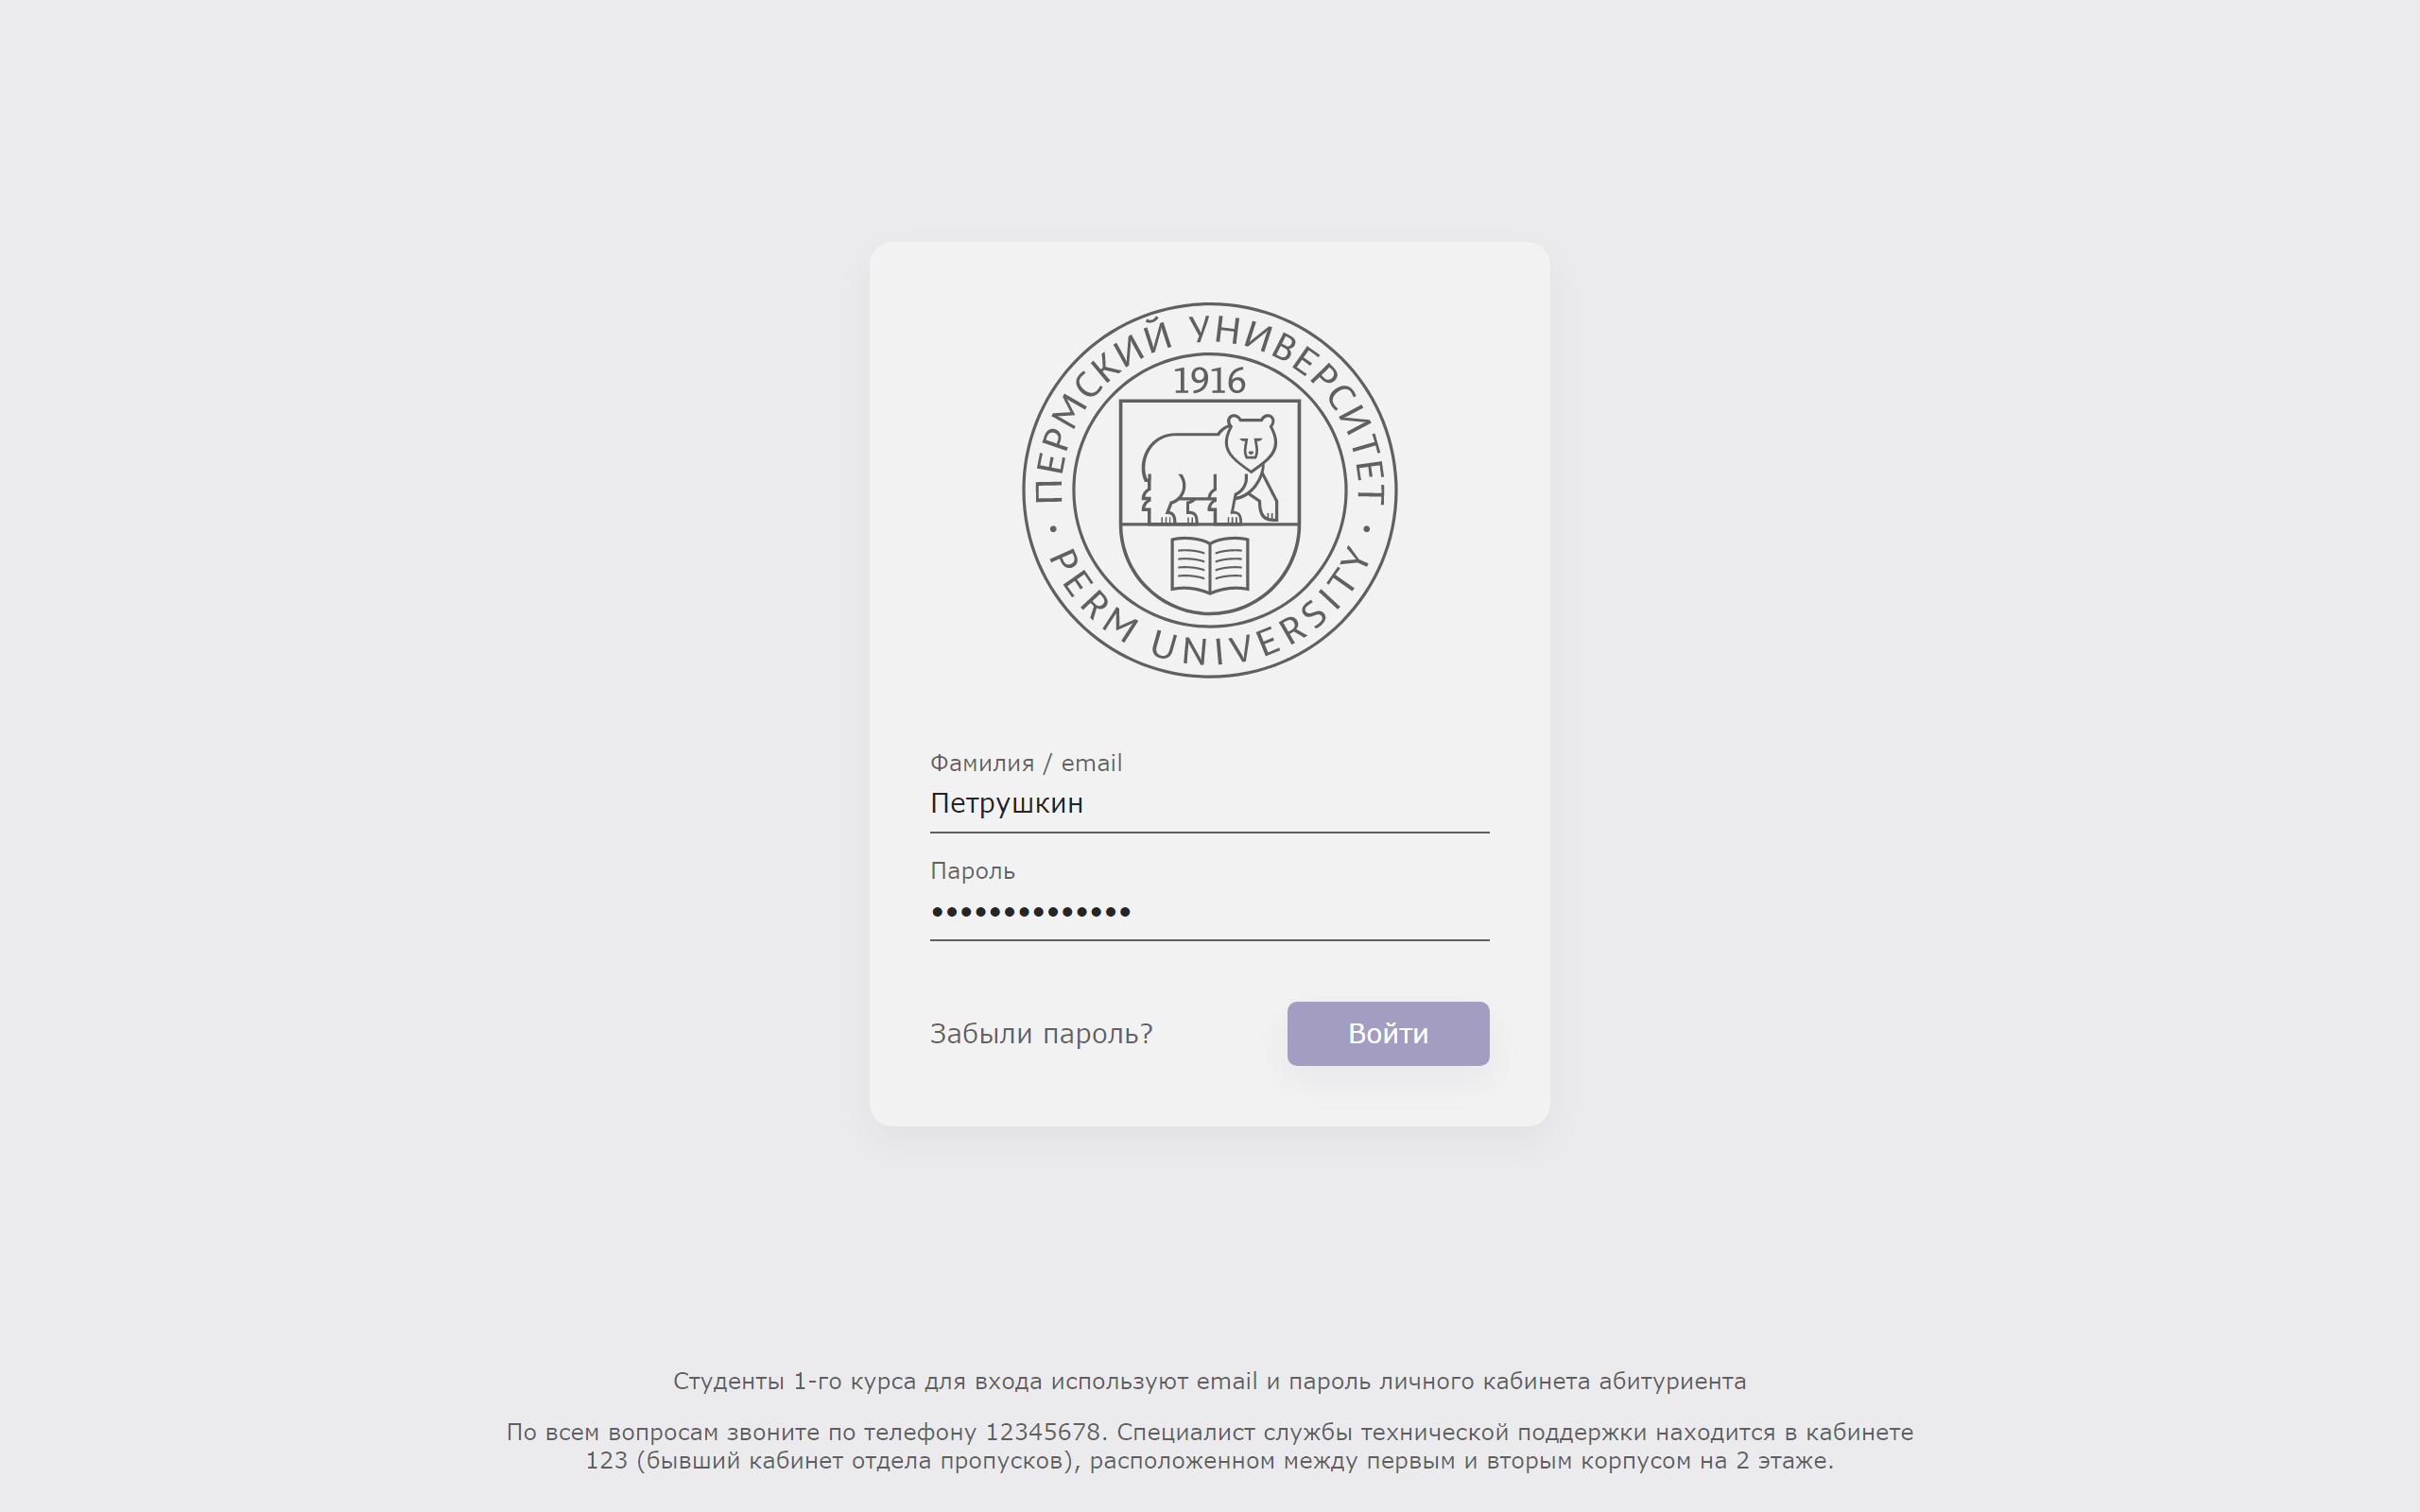 ПЕРМСКИЙ УНИВЕРСИТЕТ
1916
• PERM UNIVERSITY •
Фамилия / email
Петрушкин
Пароль
••••••••••••••
Забыли пароль?
Войти
Студенты 1-го курса для входа используют email и пароль личного кабинета абитуриента
По всем вопросам звоните по телефону 12345678. Специалист службы технической поддержки находится в кабинете
123 (бывший кабинет отдела пропусков), расположенном между первым и вторым корпусом на 2 этаже.